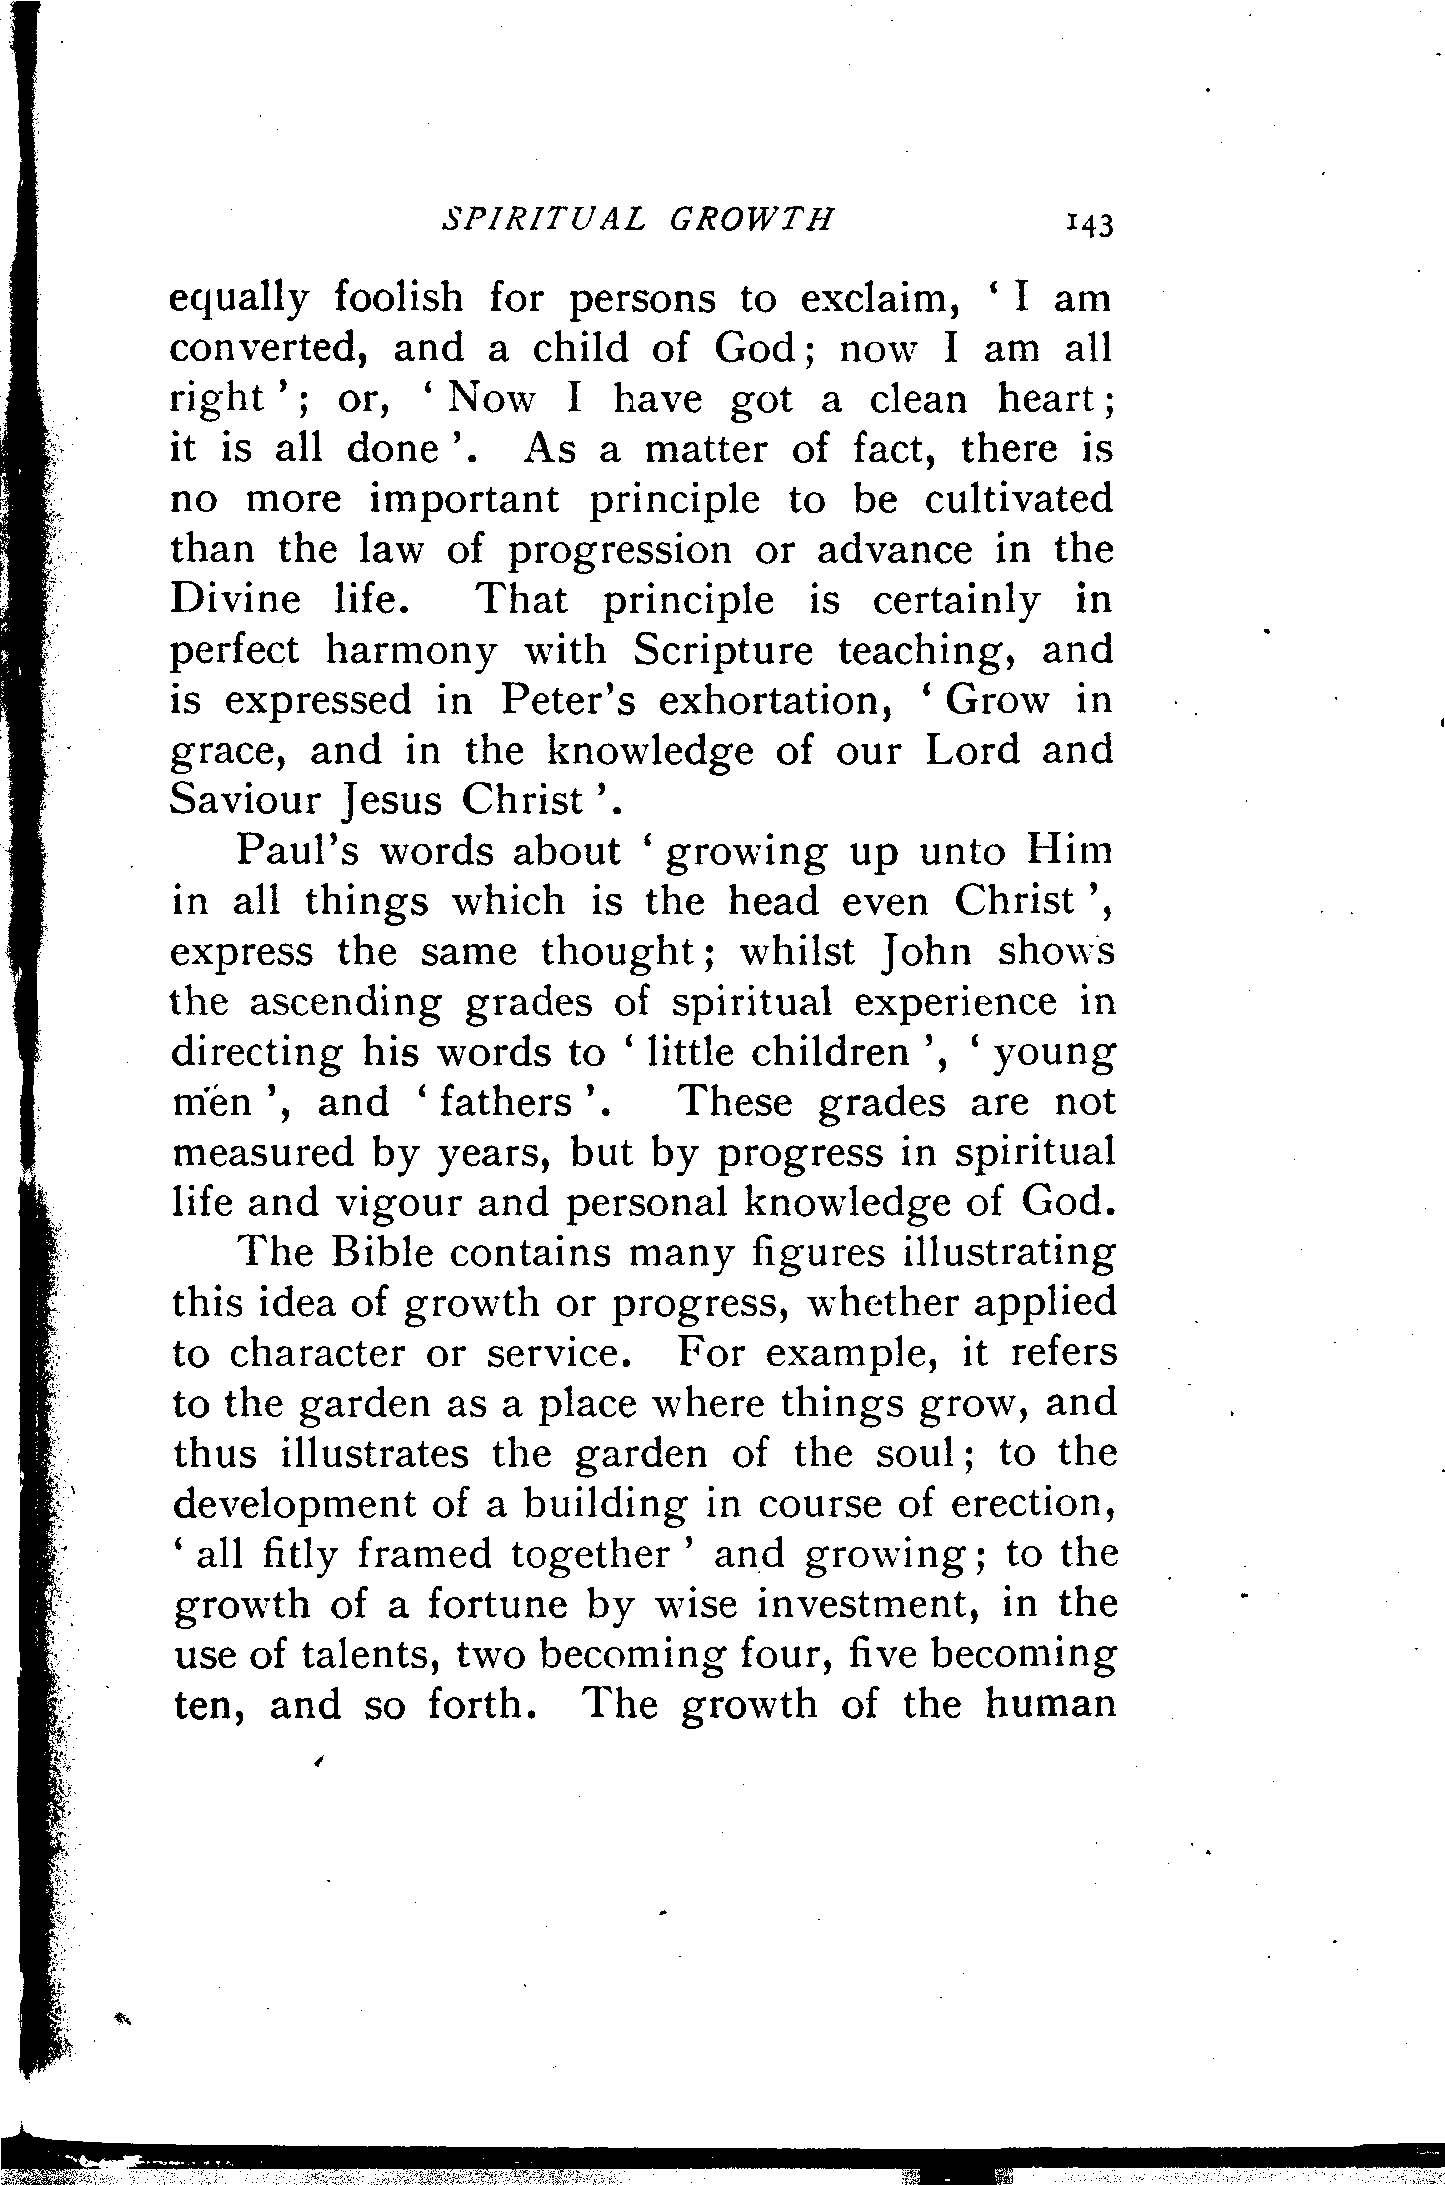 SPIRITUAL GROWTH 143
equally foolish for persons to exclaim, ‘ I am
converted, and a child of God; now I am all
right ’; or, ‘ Now I have got a clean heart;
it is all done ’. As a matter of fact, there is
no more important principle to be cultivated
than the law of progression or advance in the
Divine life. That principle is certainly in
perfect harmony with Scripture teaching, and
is expressed in Peter’s exhortation, ‘ Grow in
grace, and in the knowledge of our Lord and
Saviour Jesus Christ ’.
Paul’s words about ‘ growing up unto Him
in all things which is the head even Christ ’,
express the same thought; whilst John shows
the ascending grades of spiritual experience in
directing his words to ‘ little children ’, ‘ young
men ’, and ‘ fathers ’. These grades are not
measured by years, but by progress in spiritual
life and vigour and personal knowledge of God.
The Bible contains many figures illustrating
this idea of growth or progress, whether applied
to character or service. For example, it refers
to the garden as a place where things grow, and
thus illustrates the garden of the soul; to the
development of a building in course of erection,
‘ all fitly framed together ’ and growing; to the
growth of a fortune by wise investment, in the
use of talents, two becoming four, five becoming
ten, and so forth. The growth of the human